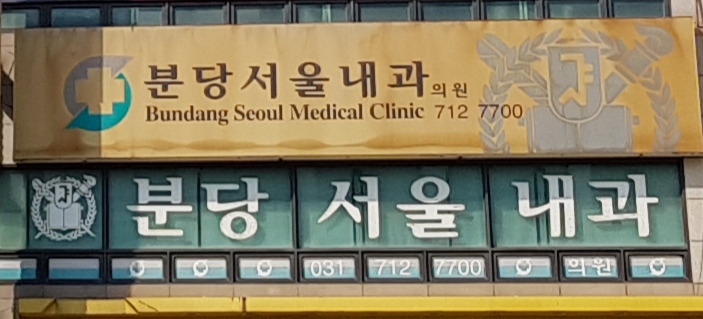 분당서울내과의원
Bundang Seoul Medical Clinic 712 7700
분당 서울 내과
031 712 7700 의원